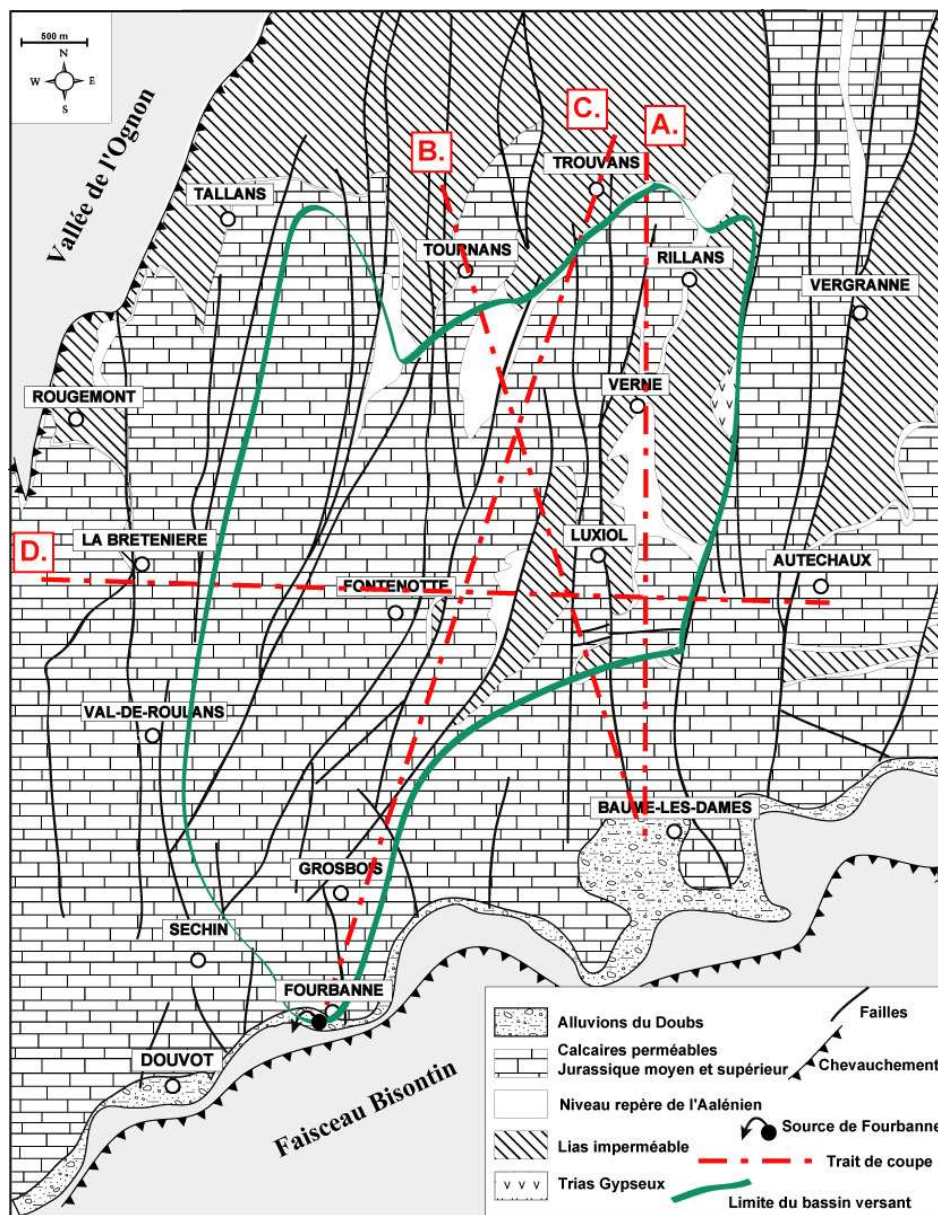 500 m
N
W E
S
Vallée de l'Ognon
B.
C.
A.
TROUVANS
TALLANS
TOURNANS
RILLANS
VERGRANNE
ROUGEMONT
VERNE
D.
LA BRETENIERE
LUXIOL
AUTECHAUX
FONTENOTTE
VAL-DE-ROULANS
BAUME-LES-DAMES
GROSBOIS
SECHIN
FOURBANNE
DOUVOT
Faisceau Bisontin
Alluvions du Doubs
Calcaires perméables
Jurassique moyen et supérieur
Niveau repère de l'Aalénien
Lias imperméable
Trias Gypseux
Failles
Chevauchement
Source de Fourbanne
Trait de coupe
Limite du bassin versant